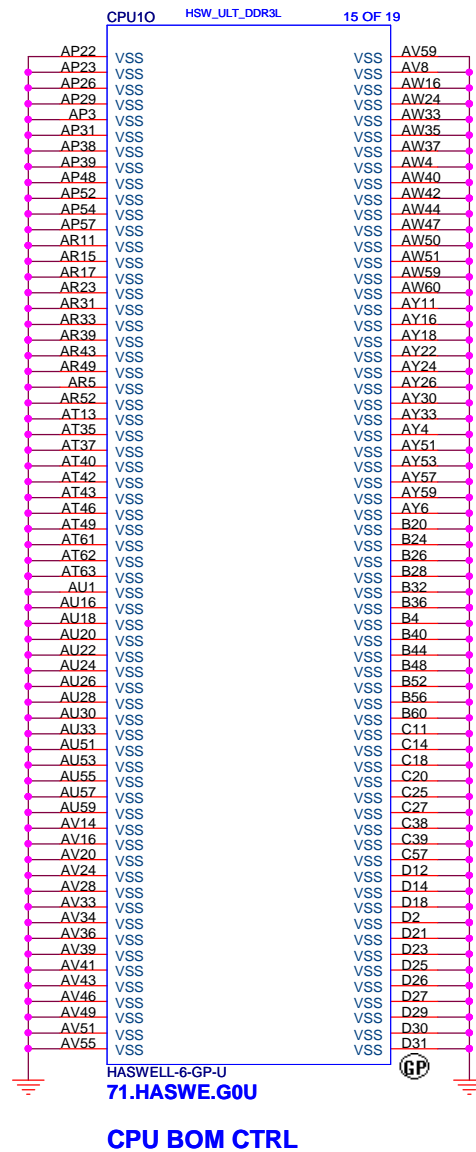 CPU1O HSW_ULT_DDR3L 15 OF 19
AP22 VSS VSS AV59
AP23 VSS VSS AV8
AP26 VSS VSS AW16
AP29 VSS VSS AW24
AP3 VSS VSS AW33
AP31 VSS VSS AW35
AP38 VSS VSS AW37
AP39 VSS VSS AW4
AP48 VSS VSS AW40
AP52 VSS VSS AW42
AP54 VSS VSS AW44
AP57 VSS VSS AW47
AR11 VSS VSS AW50
AR15 VSS VSS AW51
AR17 VSS VSS AW59
AR23 VSS VSS AW60
AR31 VSS VSS AY11
AR33 VSS VSS AY16
AR39 VSS VSS AY18
AR43 VSS VSS AY22
AR49 VSS VSS AY24
AR5 VSS VSS AY26
AR52 VSS VSS AY30
AT13 VSS VSS AY33
AT35 VSS VSS AY4
AT37 VSS VSS AY51
AT40 VSS VSS AY53
AT42 VSS VSS AY57
AT43 VSS VSS AY59
AT46 VSS VSS AY6
AT49 VSS VSS B20
AT61 VSS VSS B24
AT62 VSS VSS B26
AT63 VSS VSS B28
AU1 VSS VSS B32
AU16 VSS VSS B36
AU18 VSS VSS B4
AU20 VSS VSS B40
AU22 VSS VSS B44
AU24 VSS VSS B48
AU26 VSS VSS B52
AU28 VSS VSS B56
AU30 VSS VSS B60
AU33 VSS VSS C11
AU51 VSS VSS C14
AU53 VSS VSS C18
AU55 VSS VSS C20
AU57 VSS VSS C25
AU59 VSS VSS C27
AV14 VSS VSS C38
AV16 VSS VSS C39
AV20 VSS VSS C57
AV24 VSS VSS D12
AV28 VSS VSS D14
AV33 VSS VSS D18
AV34 VSS VSS D2
AV36 VSS VSS D21
AV39 VSS VSS D23
AV41 VSS VSS D25
AV43 VSS VSS D26
AV46 VSS VSS D27
AV49 VSS VSS D29
AV51 VSS VSS D30
AV55 VSS VSS D31
HASWELL-6-GP-U GP
71.HASWE.G0U
CPU BOM CTRL